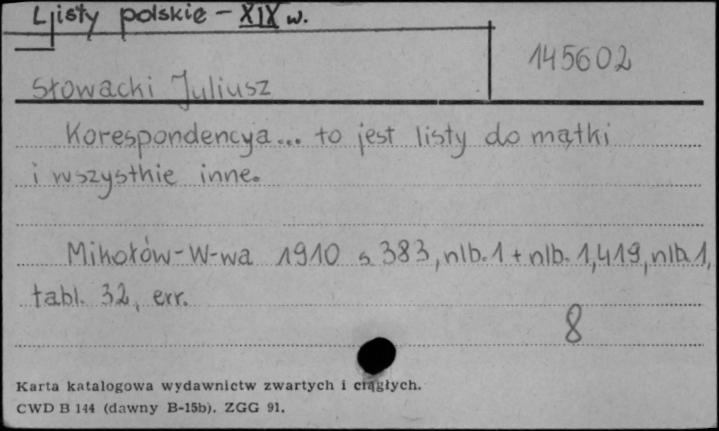 Listy polskie - XIX w.
145602
Słowacki Juliusz
Korespondencya... to jest listy do matki
i wszystkie inne.
Mikołów-W-wa 1910 s 383, nlb. 1 + nlb. 1, 419, nlb 1,
tabl. 32, err.
8
Karta katalogowa wydawnictw zwartych i ciągłych.
CWD B 144 (dawny B-15b). ZGG 91.